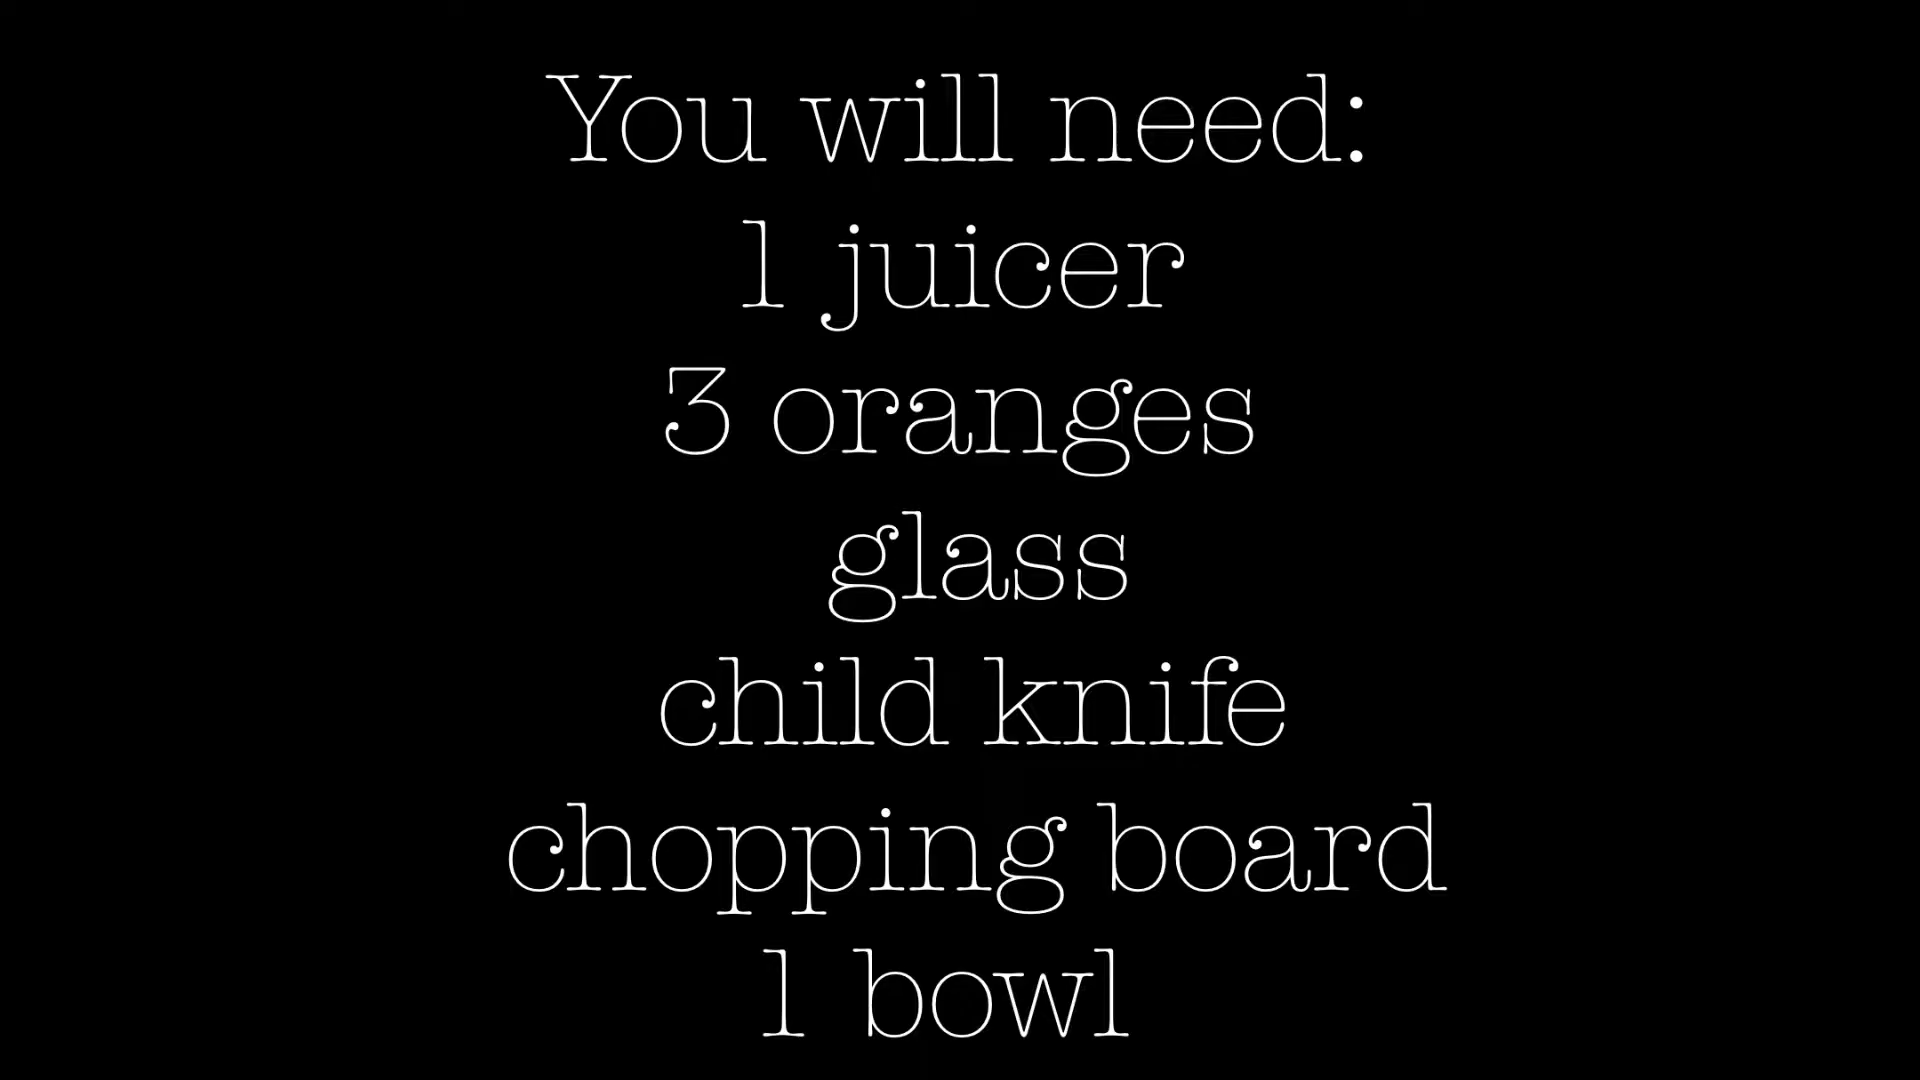 You will need:
1 juicer
3 oranges
glass
child knife
chopping board
1 bowl